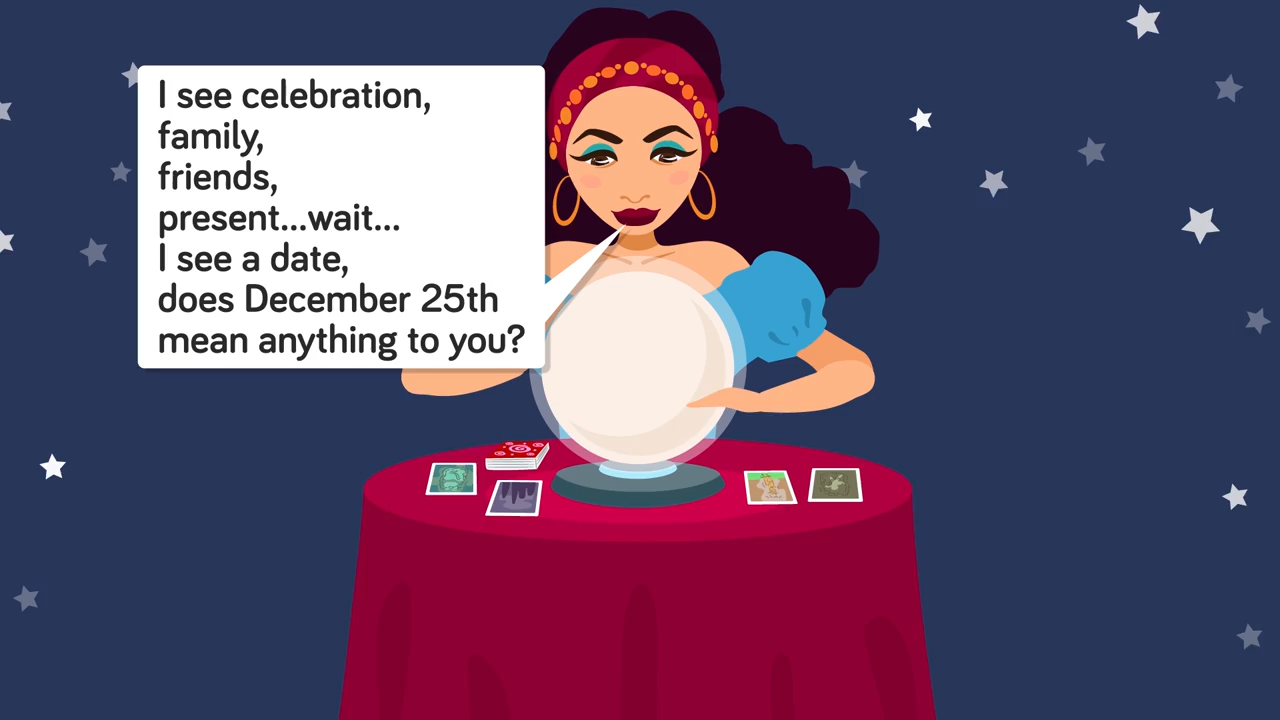 I see celebration,
family,
friends,
present...wait...
I see a date,
does December 25th
mean anything to you?